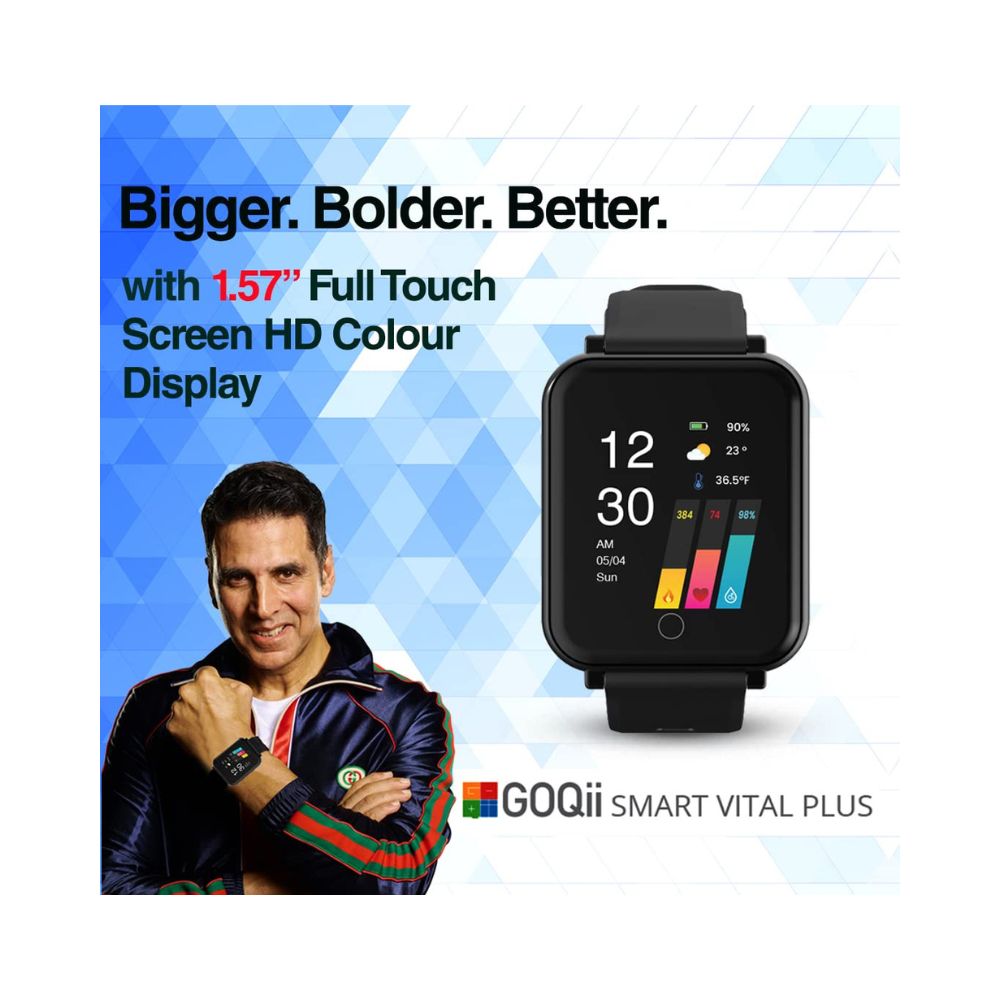 Bigger. Bolder. Better.
with 1.57” Full Touch
Screen HD Colour
Display
90%
12
23 °
36.5°F
30
384 74 98%
AM
05/04
Sun
GOQii SMART VITAL PLUS